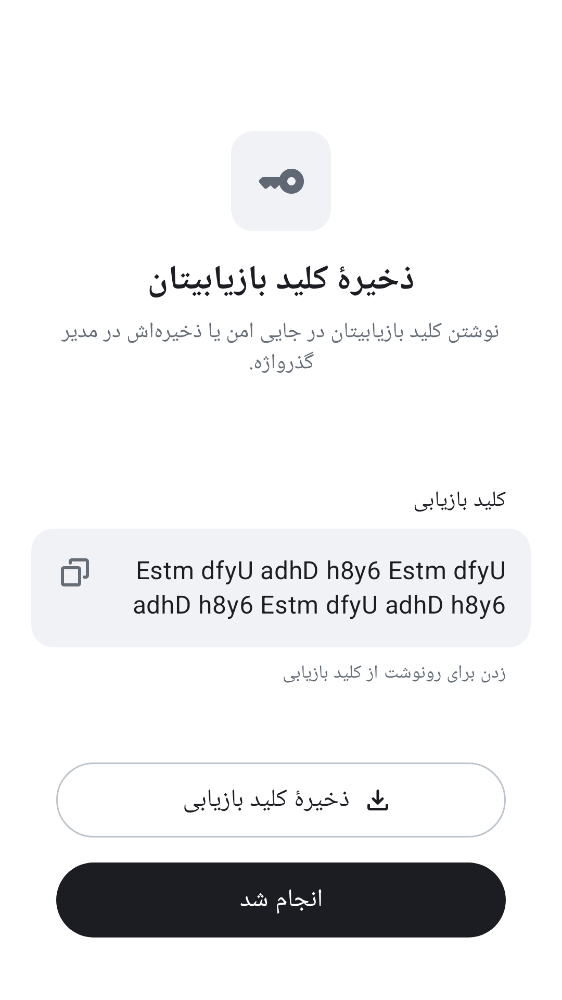 ذخیرهٔ کلید بازیابیتان
نوشتن کلید بازیابیتان در جایی امن یا ذخیره‌اش در مدیر
گذرواژه.
کلید بازیابی
Estm dfyU adhD h8y6 Estm dfyU
adhD h8y6 Estm dfyU adhD h8y6
زدن برای رونوشت از کلید بازیابی
ذخیرهٔ کلید بازیابی
انجام شد